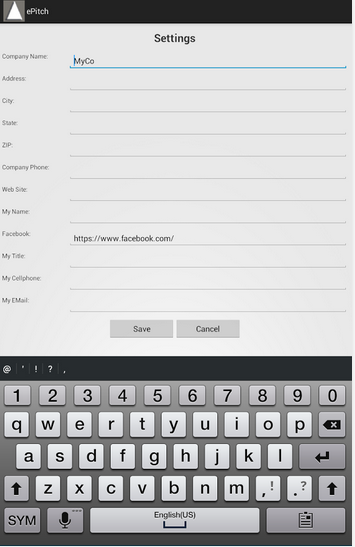 ePitch
Settings
Company Name:
MyCo
Address:
City:
State:
ZIP:
Company Phone:
Web Site:
My Name:
Facebook:
https://www.facebook.com/
My Title:
My Cellphone:
My EMail:
Save Cancel
@ ' ! ? ,
1 2 3 4 5 6 7 8 9 0
q w e r t y u i o p
a s d f g h j k l
z x c v b n m , ! . ?
SYM English(US)